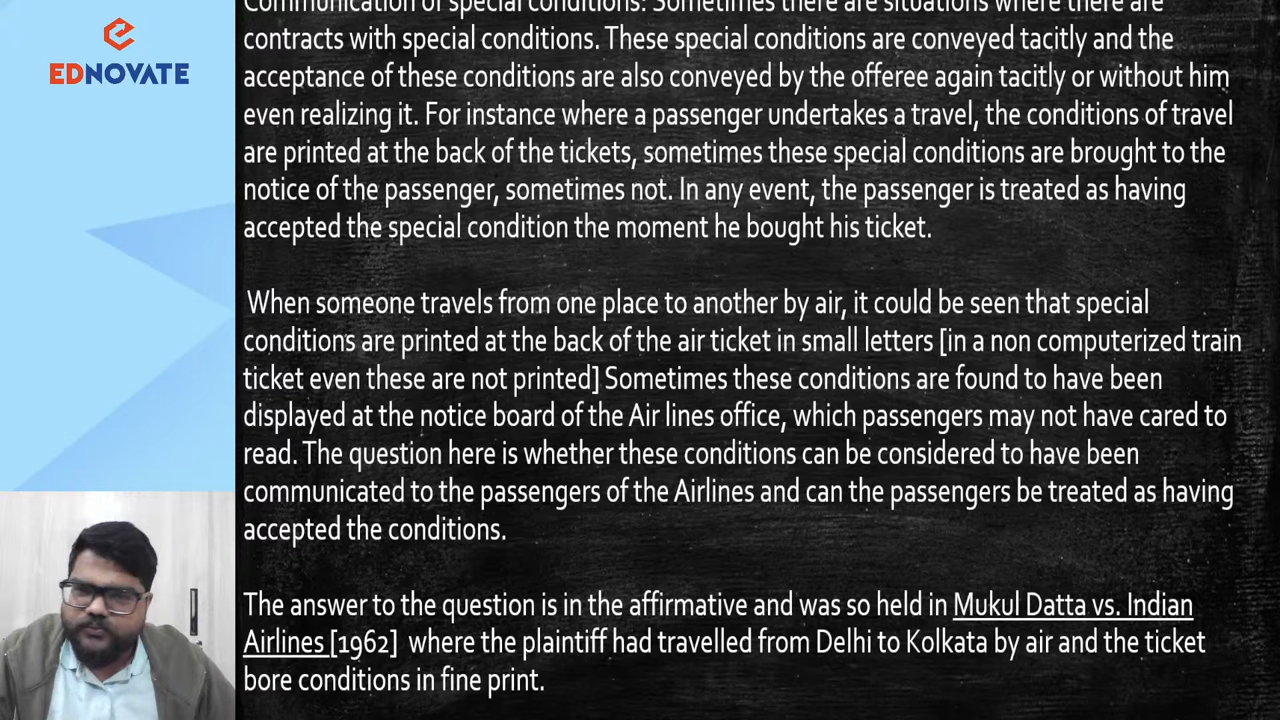 EDNOVATE
Communication of special conditions: Sometimes there are situations where there are
contracts with special conditions. These special conditions are conveyed tacitly and the
acceptance of these conditions are also conveyed by the offeree again tacitly or without him
even realizing it. For instance where a passenger undertakes a travel, the conditions of travel
are printed at the back of the tickets, sometimes these special conditions are brought to the
notice of the passenger, sometimes not. In any event, the passenger is treated as having
accepted the special condition the moment he bought his ticket.
When someone travels from one place to another by air, it could be seen that special
conditions are printed at the back of the air ticket in small letters [in a non computerized train
ticket even these are not printed] Sometimes these conditions are found to have been
displayed at the notice board of the Air lines office, which passengers may not have cared to
read. The question here is whether these conditions can be considered to have been
communicated to the passengers of the Airlines and can the passengers be treated as having
accepted the conditions.
The answer to the question is in the affirmative and was so held in Mukul Datta vs. Indian
Airlines [1962] where the plaintiff had travelled from Delhi to Kolkata by air and the ticket
bore conditions in fine print.